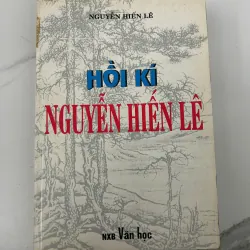 NGUYỄN HIẾN LÊ
HỒI KÍ
NGUYỄN HIẾN LÊ
NXB Văn học